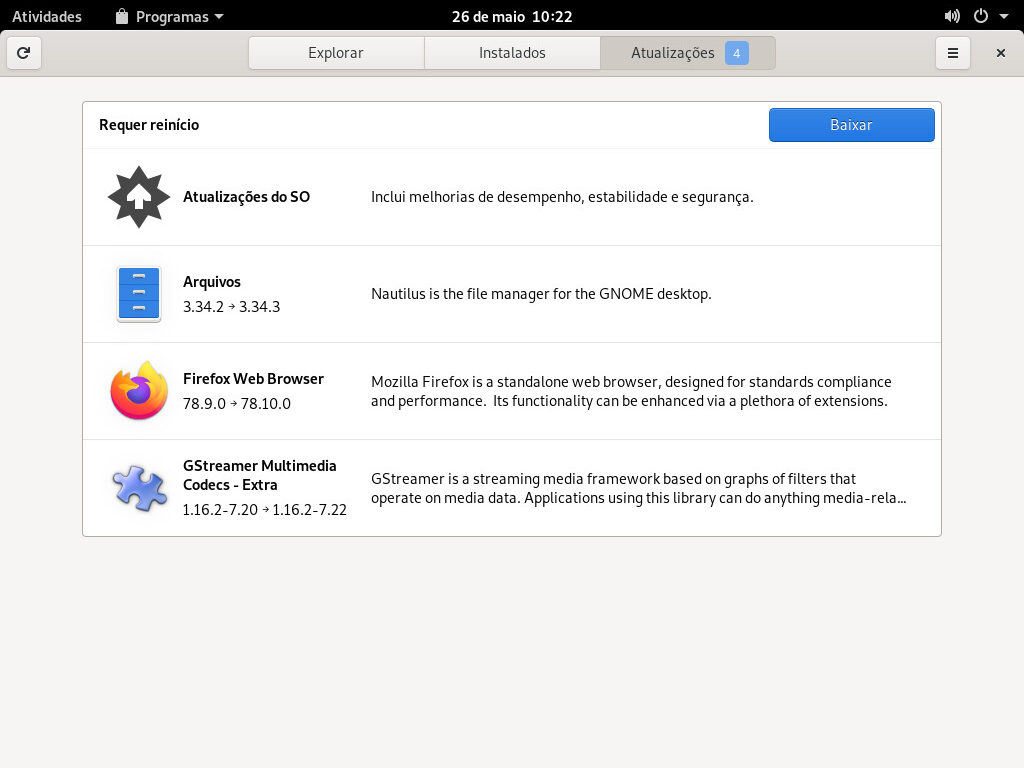 Atividades Programas 26 de maio 10:22
Explorar Instalados Atualizações 4
Requer reinício Baixar
Atualizações do SO
Inclui melhorias de desempenho, estabilidade e segurança.
Arquivos
3.34.2 → 3.34.3
Nautilus is the file manager for the GNOME desktop.
Firefox Web Browser
78.9.0 → 78.10.0
Mozilla Firefox is a standalone web browser, designed for standards compliance
and performance.  Its functionality can be enhanced via a plethora of extensions.
GStreamer Multimedia
Codecs - Extra
1.16.2-7.20 → 1.16.2-7.22
GStreamer is a streaming media framework based on graphs of filters that
operate on media data. Applications using this library can do anything media-rela…